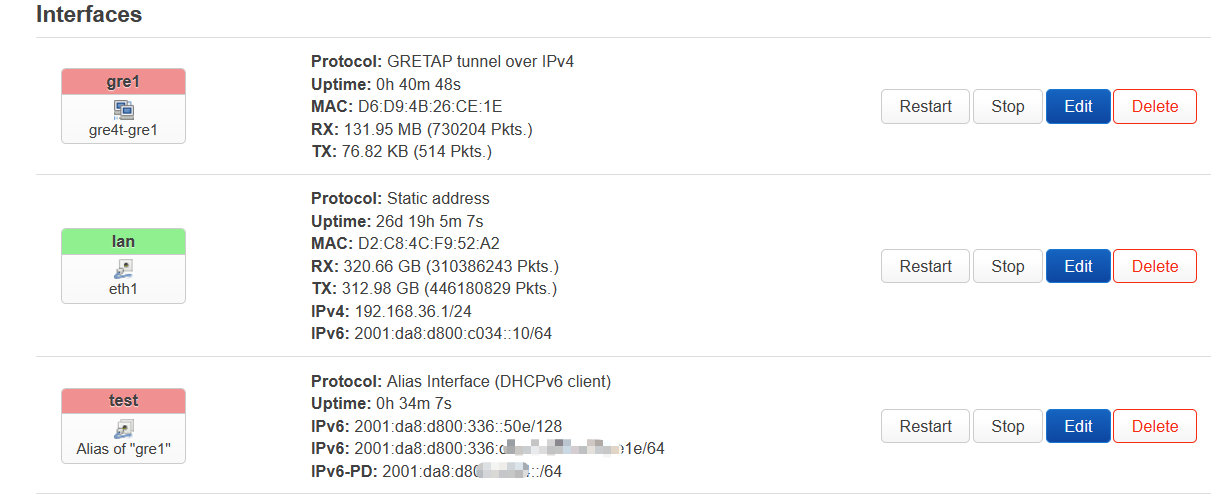 Interfaces
gre1
gre4t-gre1
Protocol: GRETAP tunnel over IPv4
Uptime: 0h 40m 48s
MAC: D6:D9:4B:26:CE:1E
RX: 131.95 MB (730204 Pkts.)
TX: 76.82 KB (514 Pkts.)
Restart Stop Edit Delete
lan
eth1
Protocol: Static address
Uptime: 26d 19h 5m 7s
MAC: D2:C8:4C:F9:52:A2
RX: 320.66 GB (310386243 Pkts.)
TX: 312.98 GB (446180829 Pkts.)
IPv4: 192.168.36.1/24
IPv6: 2001:da8:d800:c034::10/64
Restart Stop Edit Delete
test
Alias of "gre1"
Protocol: Alias Interface (DHCPv6 client)
Uptime: 0h 34m 7s
IPv6: 2001:da8:d800:336::50e/128
IPv6: 2001:da8:d800:336: e1e/64
IPv6-PD: 2001:da8:d80 ::/64
Restart Stop Edit Delete